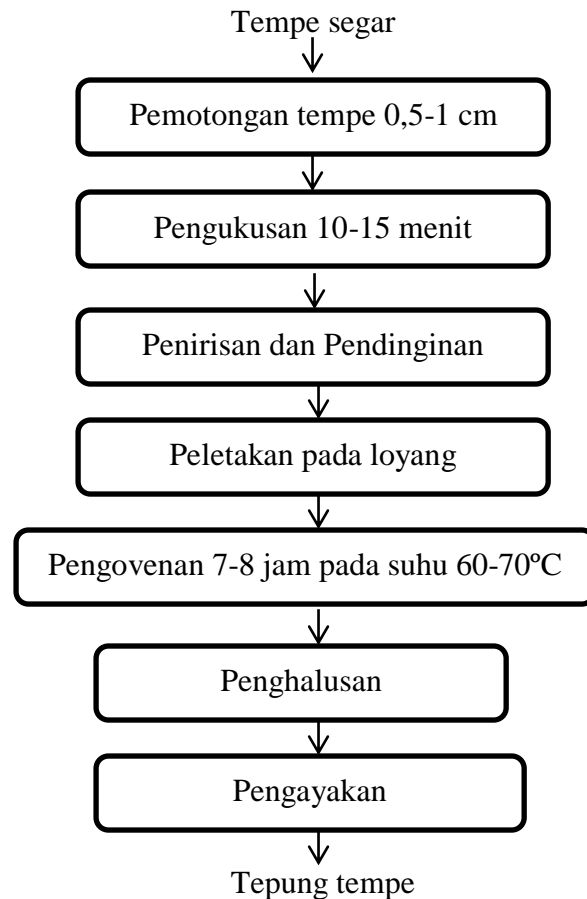 Tempe segar
Pemotongan tempe 0,5-1 cm
Pengukusan 10-15 menit
Penirisan dan Pendinginan
Peletakan pada loyang
Pengovenan 7-8 jam pada suhu 60-70ºC
Penghalusan
Pengayakan
Tepung tempe